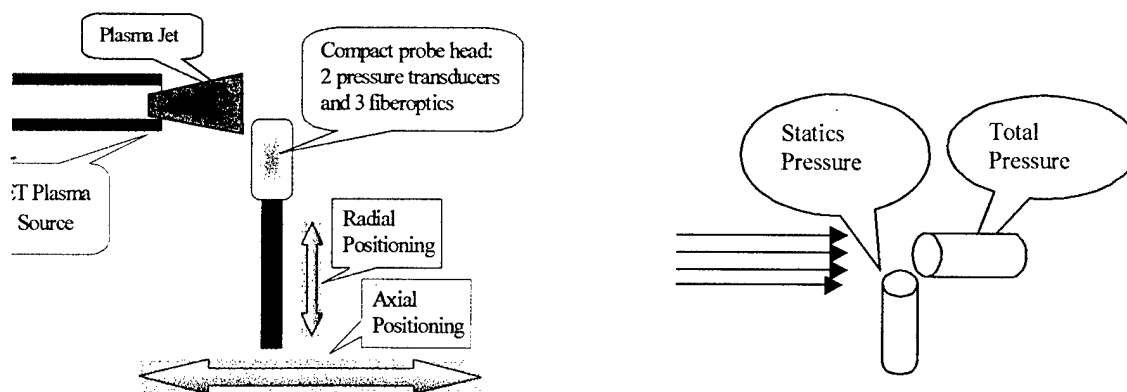 Plasma Jet
Compact probe head:
2 pressure transducers
and 3 fiberoptics
ET Plasma
Source
Radial
Positioning
Axial
Positioning
Statics
Pressure
Total
Pressure